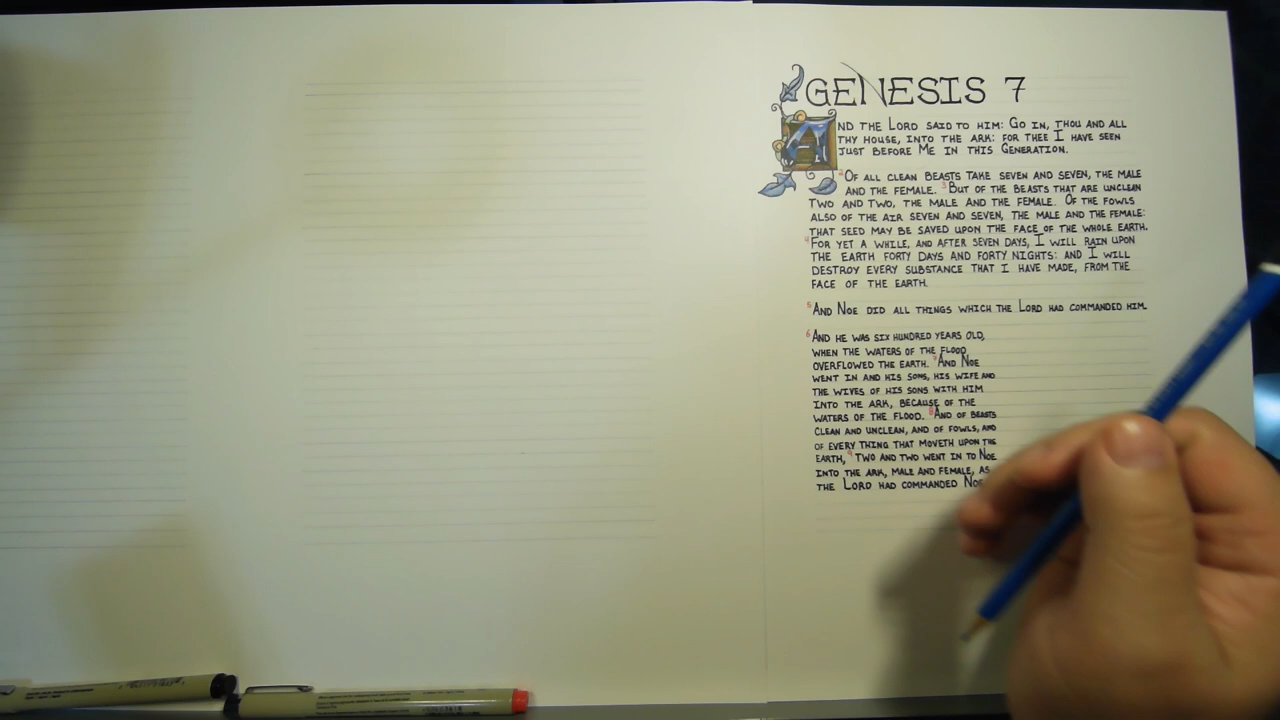 GENESIS 7
AND THE LORD SAID TO HIM: GO IN, THOU AND ALL
THY HOUSE, INTO THE ARK: FOR THEE I HAVE SEEN
JUST BEFORE ME IN THIS GENERATION.
2 OF ALL CLEAN BEASTS TAKE SEVEN AND SEVEN, THE MALE
AND THE FEMALE. 3 BUT OF THE BEASTS THAT ARE UNCLEAN
TWO AND TWO, THE MALE AND THE FEMALE. OF THE FOWLS
ALSO OF THE AIR SEVEN AND SEVEN, THE MALE AND THE FEMALE:
THAT SEED MAY BE SAVED UPON THE FACE OF THE WHOLE EARTH.
4 FOR YET A WHILE, AND AFTER SEVEN DAYS, I WILL RAIN UPON
THE EARTH FORTY DAYS AND FORTY NIGHTS: AND I WILL
DESTROY EVERY SUBSTANCE THAT I HAVE MADE, FROM THE
FACE OF THE EARTH.
5 AND NOE DID ALL THINGS WHICH THE LORD HAD COMMANDED HIM.
6 AND HE WAS SIX HUNDRED YEARS OLD,
WHEN THE WATERS OF THE FLOOD
OVERFLOWED THE EARTH. 7 AND NOE
WENT IN AND HIS SONS, HIS WIFE AND
THE WIVES OF HIS SONS WITH HIM
INTO THE ARK, BECAUSE OF THE
WATERS OF THE FLOOD. 8 AND OF BEASTS
CLEAN AND UNCLEAN, AND OF FOWLS, AND
OF EVERY THING THAT MOVETH UPON THE
EARTH, 9 TWO AND TWO WENT IN TO NOE
INTO THE ARK, MALE AND FEMALE, AS
THE LORD HAD COMMANDED NOE